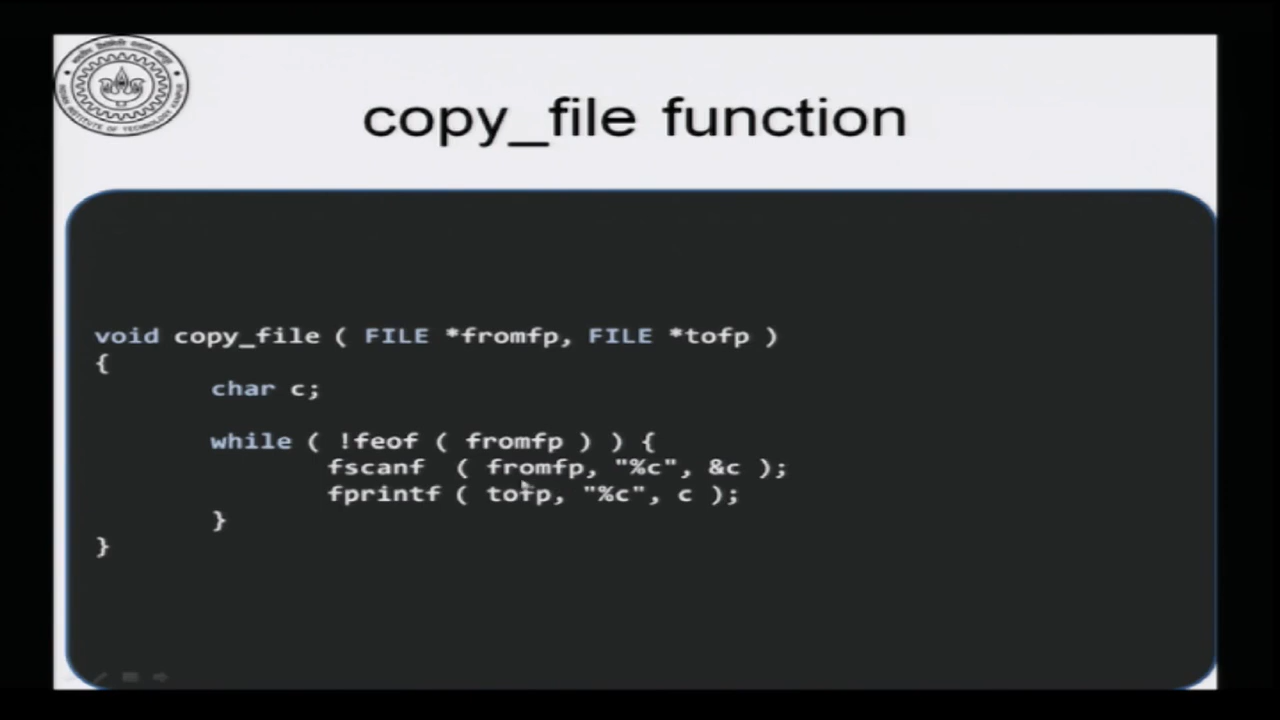 copy_file function
void copy_file ( FILE *fromfp, FILE *tofp )
{
char c;
while ( !feof ( fromfp ) ) {
fscanf ( fromfp, "%c", &c );
fprintf ( tofp, "%c", c );
}
}